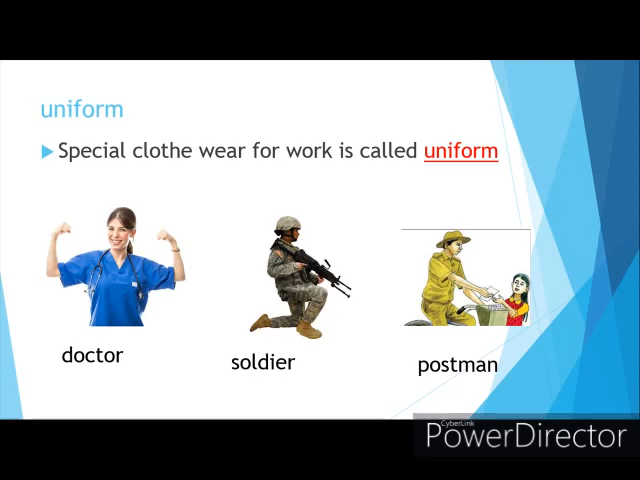 uniform
Special clothe wear for work is called uniform
doctor
soldier
postman
CyberLink
PowerDirector